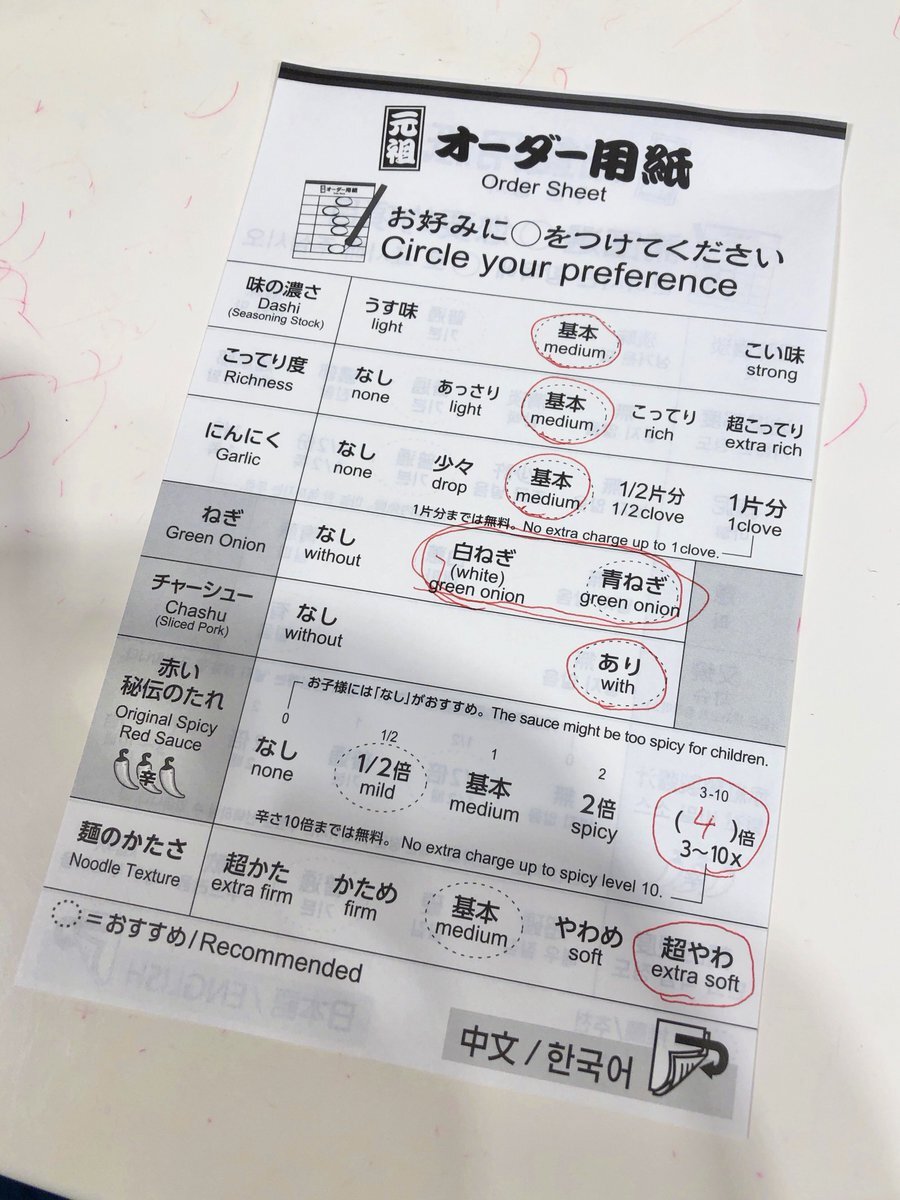 元祖
オーダー用紙
Order Sheet
お好みに○をつけてください
Circle your preference
味の濃さ
Dashi
(Seasoning Stock)
うす味
light
基本
medium
こい味
strong
こってり度
Richness
なし
none
あっさり
light
基本
medium
こってり
rich
超こってり
extra rich
にんにく
Garlic
なし
none
少々
drop
基本
medium
1/2片分
1/2clove
1片分
1clove
1片分までは無料。No extra charge up to 1clove.
ねぎ
Green Onion
なし
without
白ねぎ
(white)
green onion
青ねぎ
green onion
チャーシュー
Chashu
(Sliced Pork)
なし
without
あり
with
赤い
秘伝のたれ
Original Spicy
Red Sauce
辛
お子様には「なし」がおすすめ。The sauce might be too spicy for children.
0
なし
none
1/2
1/2倍
mild
1
基本
medium
2
2倍
spicy
3-10
( 4 )倍
3〜10x
辛さ10倍までは無料。No extra charge up to spicy level 10.
麺のかたさ
Noodle Texture
超かた
extra firm
かため
firm
基本
medium
やわめ
soft
超やわ
extra soft
=おすすめ/Recommended
中文/한국어